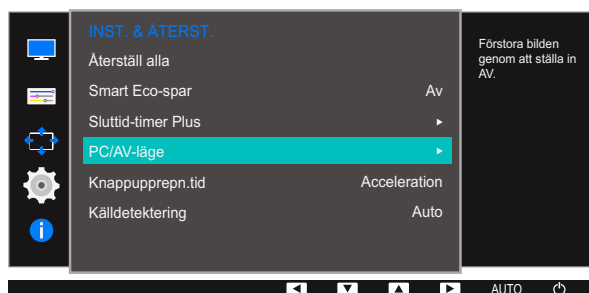 INST. & ÅTERST.
Återställ alla
Smart Eco-spar Av
Sluttid-timer Plus
PC/AV-läge
Knappupprepn.tid Acceleration
Källdetektering Auto
Förstora bilden
genom att ställa in
AV.
AUTO